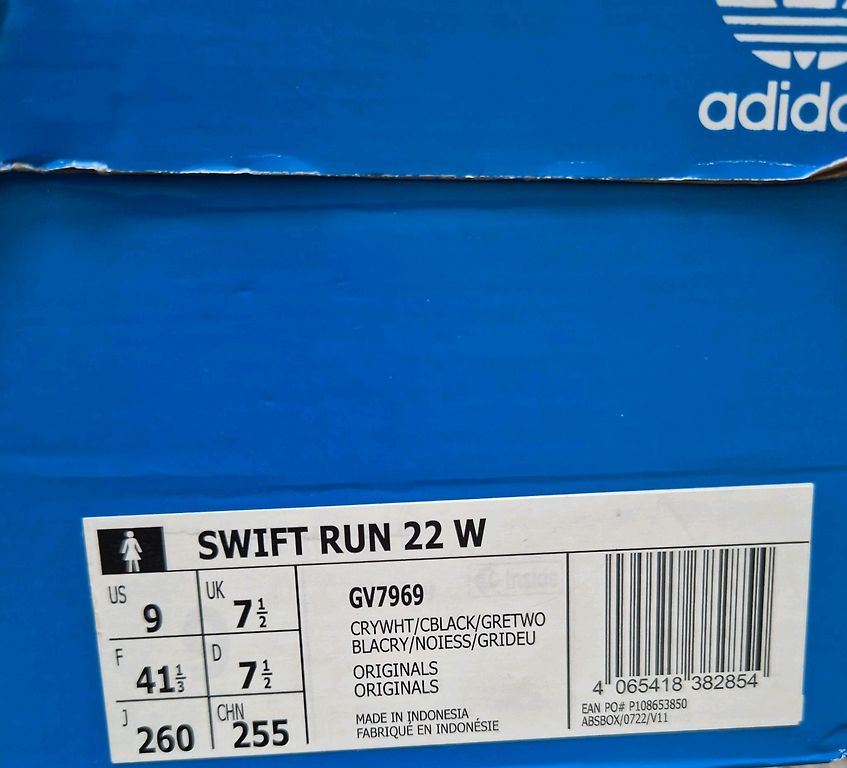 adida
SWIFT RUN 22 W
US 9 UK 7 1/2
F 41 1/3 D 7 1/2
J 260 CHN 255
GV7969
CRYWHT/CBLACK/GRETWO
BLACRY/NOIESS/GRIDEU
ORIGINALS
ORIGINALS
MADE IN INDONESIA
FABRIQUÉ EN INDONÉSIE
4 065418 382854
EAN PO# P108653850
ABSBOX/0722/V11